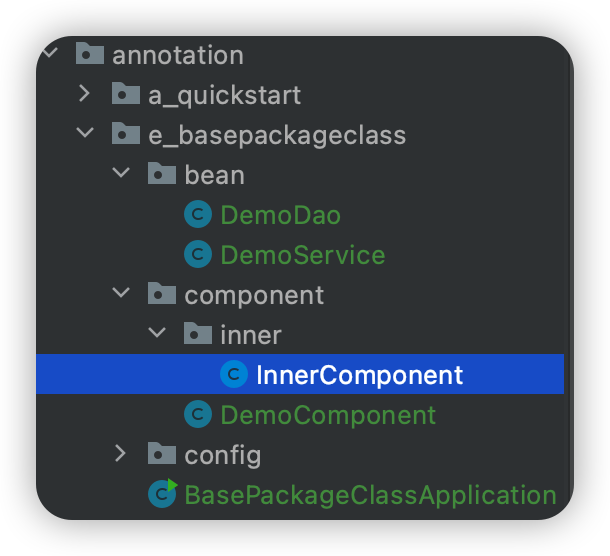 annotation
a_quickstart
e_basepackageclass
bean
C DemoDao
C DemoService
component
inner
C InnerComponent
C DemoComponent
config
C BasePackageClassApplication